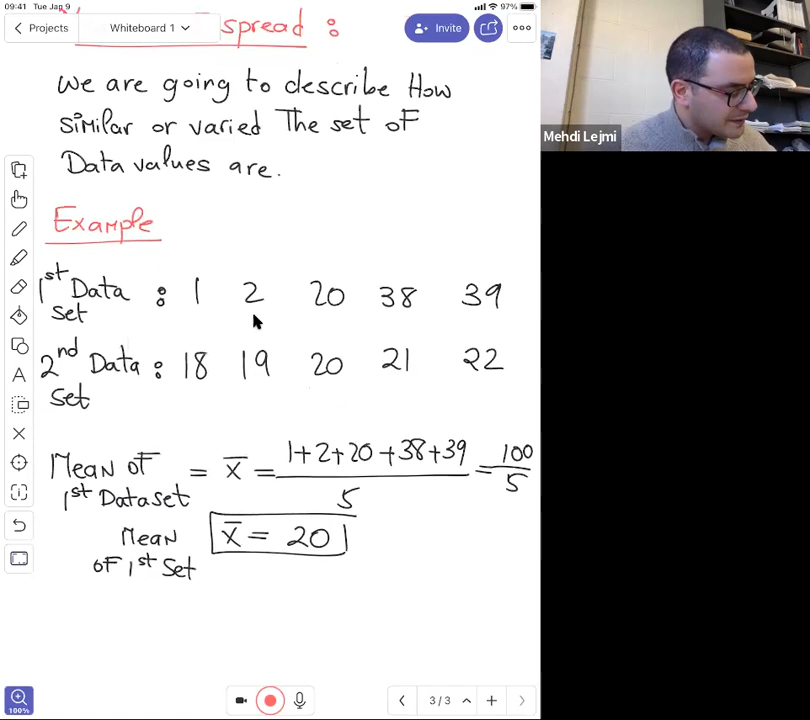 09:41 Tue Jan 9
97%
Projects
Whiteboard 1
Invite
spread :
We are going to describe How
similar or varied The set of
Data values are.
Mehdi Lejmi
Example
1st Data set : 1 2 20 38 39
2nd Data set : 18 19 20 21 22
Mean of 1st Dataset = x̄ = (1+2+20+38+39)/5 = 100/5
Mean of 1st Set x̄ = 20
A
100%
3/3